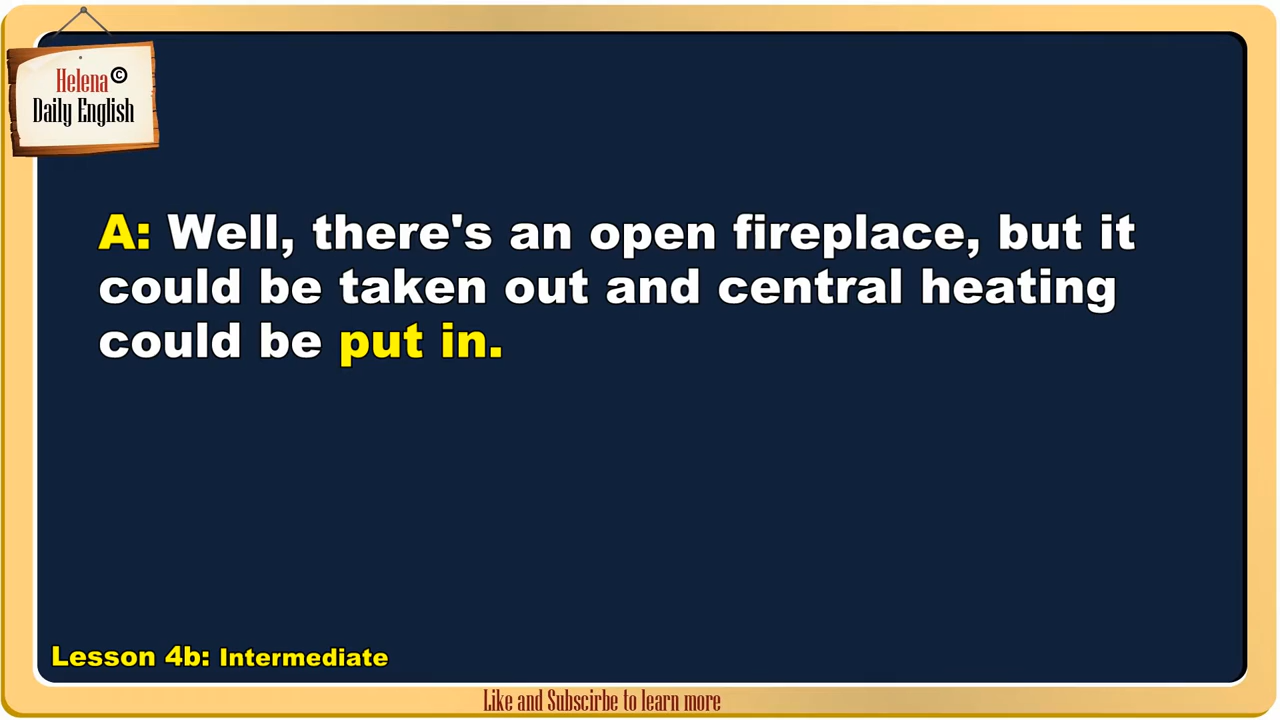 Helena ©
Daily English
A: Well, there's an open fireplace, but it
could be taken out and central heating
could be put in.
Lesson 4b: Intermediate
Like and Subscirbe to learn more